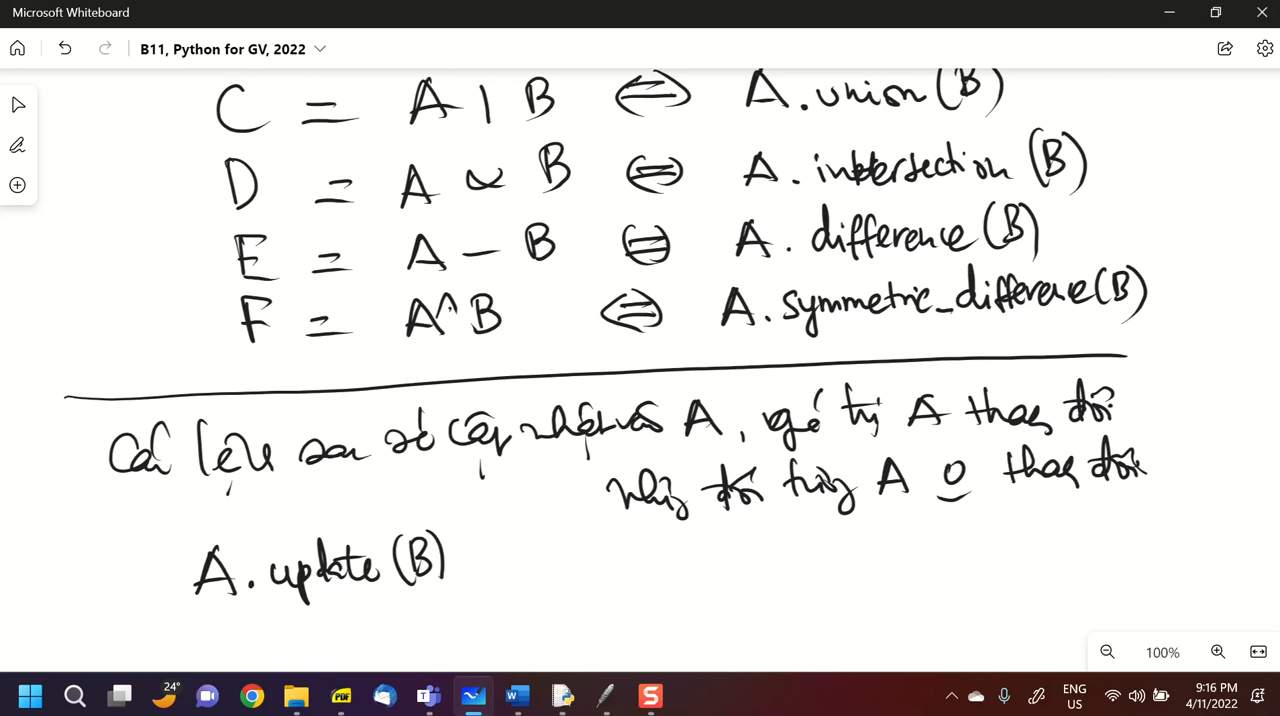 Microsoft Whiteboard
B11, Python for GV, 2022
C = A | B ⇔ A.union(B)
D = A & B ⇔ A.intersection(B)
E = A - B ⇔ A.difference(B)
F = A^B ⇔ A.symmetric_difference(B)
Các lệnh sau sẽ cập nhật vào A, giá trị A thay đổi
nhưng đối tượng A o thay đổi
A.update(B)
100%
24°
ENG
US
9:16 PM
4/11/2022